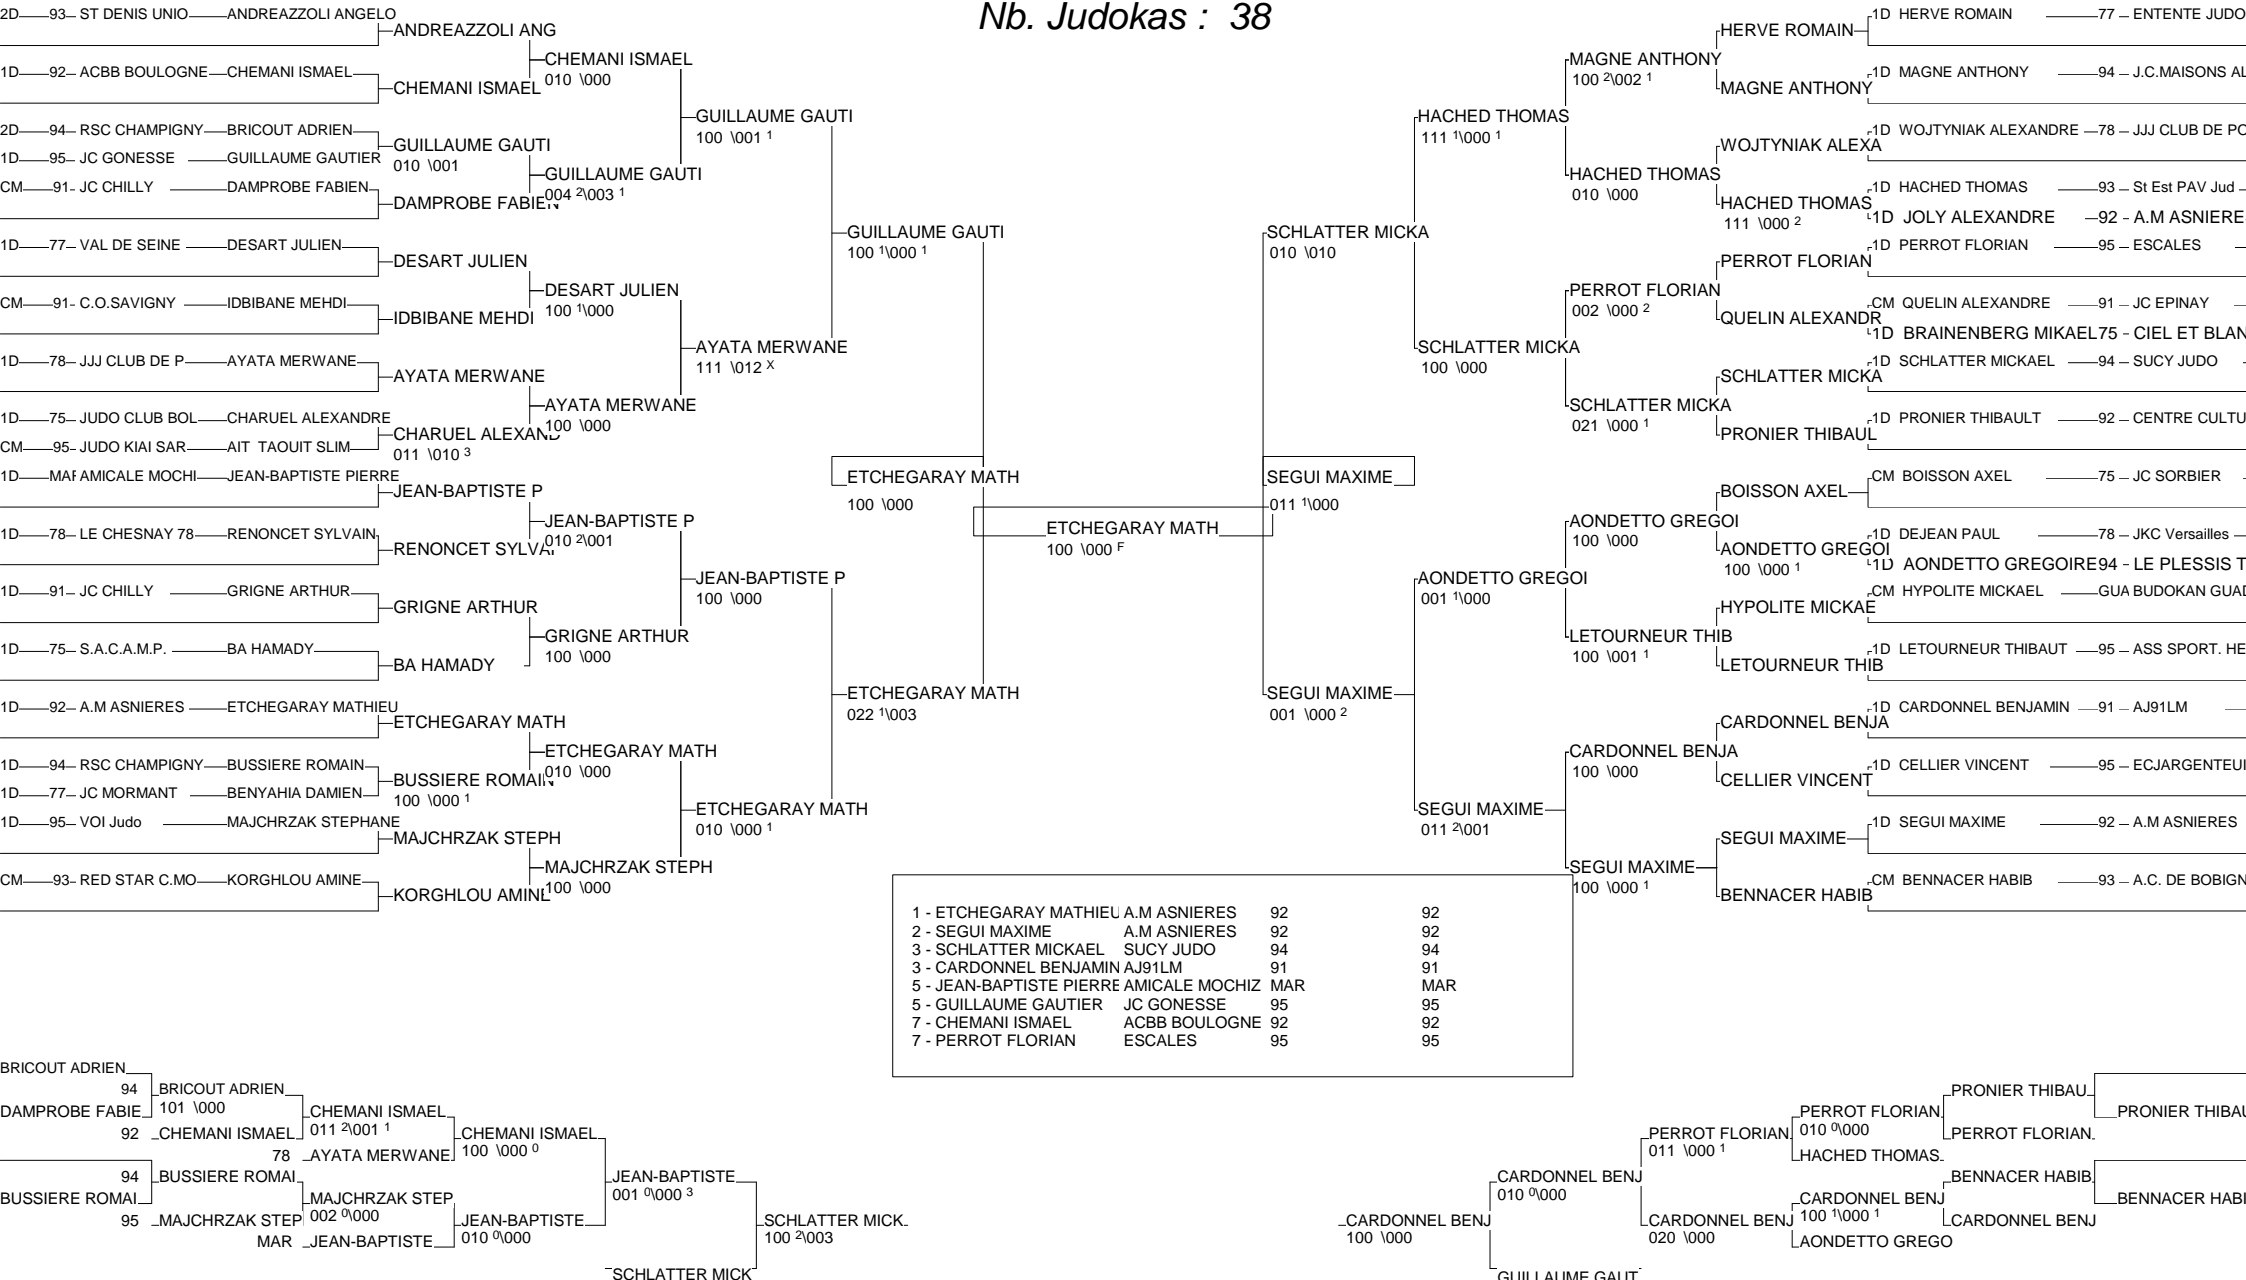 Nb. Judokas : 38
2D 93 ST DENIS UNIO ANDREAZZOLI ANGELO
1D 92 ACBB BOULOGNE CHEMANI ISMAEL
2D 94 RSC CHAMPIGNY BRICOUT ADRIEN
1D 95 JC GONESSE GUILLAUME GAUTIER
CM 91 JC CHILLY DAMPROBE FABIEN
1D 77 VAL DE SEINE DESART JULIEN
CM 91 C.O.SAVIGNY IDBIBANE MEHDI
1D 78 JJJ CLUB DE P AYATA MERWANE
1D 75 JUDO CLUB BOL CHARUEL ALEXANDRE
CM 95 JUDO KIAI SAR AIT TAOUIT SLIM
1D MAR AMICALE MOCHI JEAN-BAPTISTE PIERRE
1D 78 LE CHESNAY 78 RENONCET SYLVAIN
1D 91 JC CHILLY GRIGNE ARTHUR
1D 75 S.A.C.A.M.P. BA HAMADY
1D 92 A.M ASNIERES ETCHEGARAY MATHIEU
1D 94 RSC CHAMPIGNY BUSSIERE ROMAIN
1D 77 JC MORMANT BENYAHIA DAMIEN
1D 95 VOI Judo MAJCHRZAK STEPHANE
CM 93 RED STAR C.MO KORGHLOU AMINE
ANDREAZZOLI ANG
CHEMANI ISMAEL
GUILLAUME GAUTI
010 \001
DAMPROBE FABIEN
DESART JULIEN
IDBIBANE MEHDI
AYATA MERWANE
CHARUEL ALEXAND
011 \010 3
JEAN-BAPTISTE P
RENONCET SYLVAI
GRIGNE ARTHUR
BA HAMADY
ETCHEGARAY MATH
BUSSIERE ROMAIN
100 \000 1
MAJCHRZAK STEPH
KORGHLOU AMINE
CHEMANI ISMAEL
010 \000
GUILLAUME GAUTI
004 2\003 1
DESART JULIEN
100 1\000
AYATA MERWANE
100 \000
JEAN-BAPTISTE P
010 2\001
GRIGNE ARTHUR
100 \000
ETCHEGARAY MATH
010 \000
MAJCHRZAK STEPH
100 \000
GUILLAUME GAUTI
100 \001 1
AYATA MERWANE
111 \012 X
JEAN-BAPTISTE P
100 \000
ETCHEGARAY MATH
010 \000 1
GUILLAUME GAUTI
100 1\000 1
ETCHEGARAY MATH
022 1\003
ETCHEGARAY MATH
100 \000
ETCHEGARAY MATH
100 \000 F
SEGUI MAXIME
011 1\000
SCHLATTER MICKA
010 \010
SEGUI MAXIME
001 \000 2
HACHED THOMAS
111 1\000 1
SCHLATTER MICKA
100 \000
AONDETTO GREGOI
001 1\000
SEGUI MAXIME
011 2\001
MAGNE ANTHONY
100 2\002 1
HACHED THOMAS
010 \000
PERROT FLORIAN
002 \000 2
SCHLATTER MICKA
021 \000 1
AONDETTO GREGOI
100 \000
LETOURNEUR THIB
100 \001 1
CARDONNEL BENJA
100 \000
SEGUI MAXIME
100 \000 1
HERVE ROMAIN
MAGNE ANTHONY
WOJTYNIAK ALEXA
HACHED THOMAS
111 \000 2
PERROT FLORIAN
QUELIN ALEXANDR
SCHLATTER MICKA
PRONIER THIBAUL
BOISSON AXEL
AONDETTO GREGOI
100 \000 1
HYPOLITE MICKAE
LETOURNEUR THIB
CARDONNEL BENJA
CELLIER VINCENT
SEGUI MAXIME
BENNACER HABIB
1D HERVE ROMAIN 77 ENTENTE JUDO
1D MAGNE ANTHONY 94 J.C.MAISONS AL
1D WOJTYNIAK ALEXANDRE 78 JJJ CLUB DE PO
1D HACHED THOMAS 93 St Est PAV Jud
1D JOLY ALEXANDRE 92 - A.M ASNIERE
1D PERROT FLORIAN 95 ESCALES
CM QUELIN ALEXANDRE 91 JC EPINAY
1D BRAINENBERG MIKAEL 75 - CIEL ET BLAN
1D SCHLATTER MICKAEL 94 SUCY JUDO
1D PRONIER THIBAULT 92 CENTRE CULTU
CM BOISSON AXEL 75 JC SORBIER
1D DEJEAN PAUL 78 JKC Versailles
1D AONDETTO GREGOIRE 94 - LE PLESSIS T
CM HYPOLITE MICKAEL GUA BUDOKAN GUAD
1D LETOURNEUR THIBAUT 95 ASS SPORT. HE
1D CARDONNEL BENJAMIN 91 AJ91LM
1D CELLIER VINCENT 95 ECJARGENTEUI
1D SEGUI MAXIME 92 A.M ASNIERES
CM BENNACER HABIB 93 A.C. DE BOBIGN
1 - ETCHEGARAY MATHIEU A.M ASNIERES 92 92
2 - SEGUI MAXIME A.M ASNIERES 92 92
3 - SCHLATTER MICKAEL SUCY JUDO 94 94
3 - CARDONNEL BENJAMIN AJ91LM 91 91
5 - JEAN-BAPTISTE PIERRE AMICALE MOCHIZ MAR MAR
5 - GUILLAUME GAUTIER JC GONESSE 95 95
7 - CHEMANI ISMAEL ACBB BOULOGNE 92 92
7 - PERROT FLORIAN ESCALES 95 95
BRICOUT ADRIEN
94
DAMPROBE FABIE
92
94
BUSSIERE ROMAI
95
BRICOUT ADRIEN
101 \000
CHEMANI ISMAEL
78
BUSSIERE ROMAI
MAJCHRZAK STEP
MAR
CHEMANI ISMAEL
011 2\001 1
AYATA MERWANE
MAJCHRZAK STEP
002 0\000
JEAN-BAPTISTE
CHEMANI ISMAEL
100 \000 0
JEAN-BAPTISTE
010 0\000
JEAN-BAPTISTE
001 0\000 3
SCHLATTER MICK
SCHLATTER MICK
100 2\003
CARDONNEL BENJ
100 \000
CARDONNEL BENJ
010 0\000
GUILLAUME GAUT
PERROT FLORIAN
011 \000 1
CARDONNEL BENJ
020 \000
PERROT FLORIAN
010 0\000
HACHED THOMAS
CARDONNEL BENJ
100 1\000 1
AONDETTO GREGO
PRONIER THIBAU
PERROT FLORIAN
BENNACER HABIB
CARDONNEL BENJ
PRONIER THIBAU
BENNACER HABI